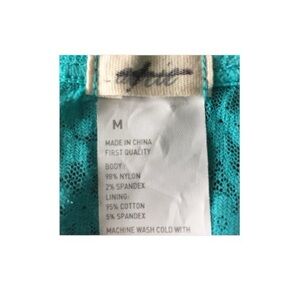 M
MADE IN CHINA
FIRST QUALITY
BODY:
98% NYLON
2% SPANDEX
LINING:
95% COTTON
5% SPANDEX
MACHINE WASH COLD WITH